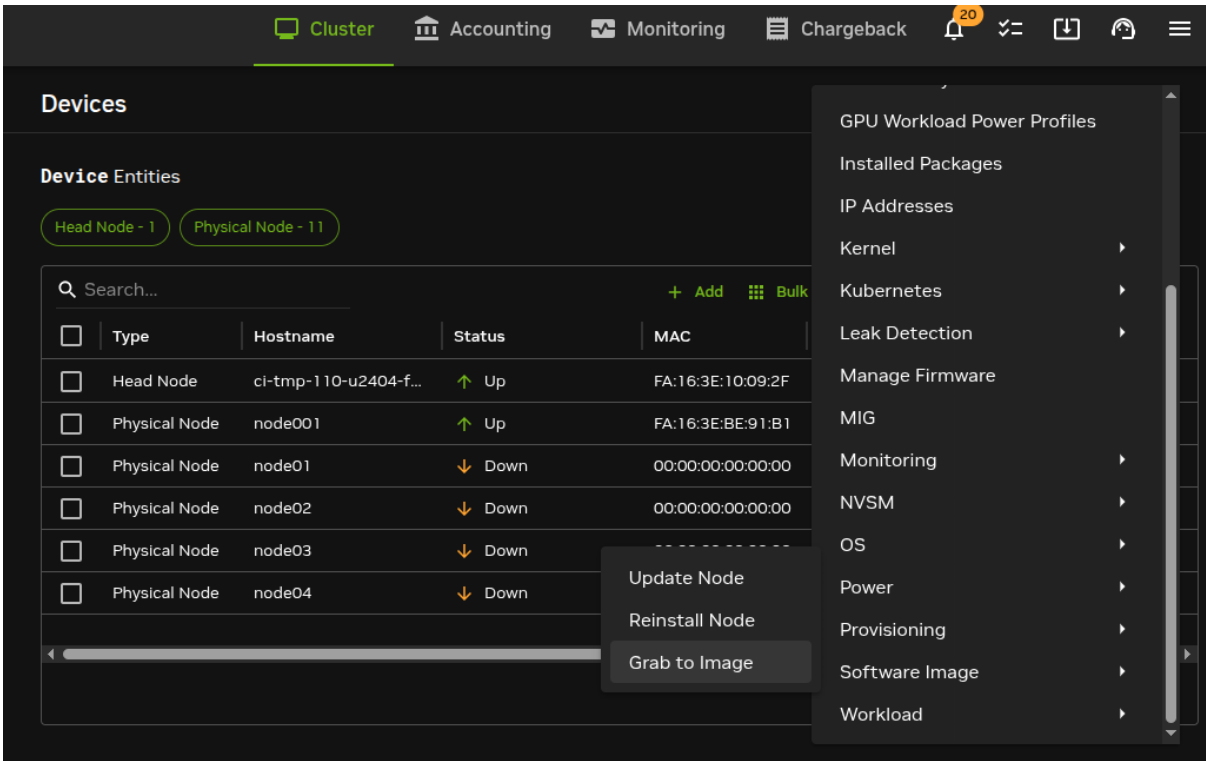 Cluster
Accounting
Monitoring
Chargeback
20
Devices
Device Entities
Head Node - 1
Physical Node - 11
Search...
+ Add
Bulk
Type Hostname Status MAC
Head Node ci-tmp-110-u2404-f... Up FA:16:3E:10:09:2F
Physical Node node001 Up FA:16:3E:BE:91:B1
Physical Node node01 Down 00:00:00:00:00:00
Physical Node node02 Down 00:00:00:00:00:00
Physical Node node03 Down
Physical Node node04 Down
Update Node
Reinstall Node
Grab to Image
GPU Workload Power Profiles
Installed Packages
IP Addresses
Kernel
Kubernetes
Leak Detection
Manage Firmware
MIG
Monitoring
NVSM
OS
Power
Provisioning
Software Image
Workload